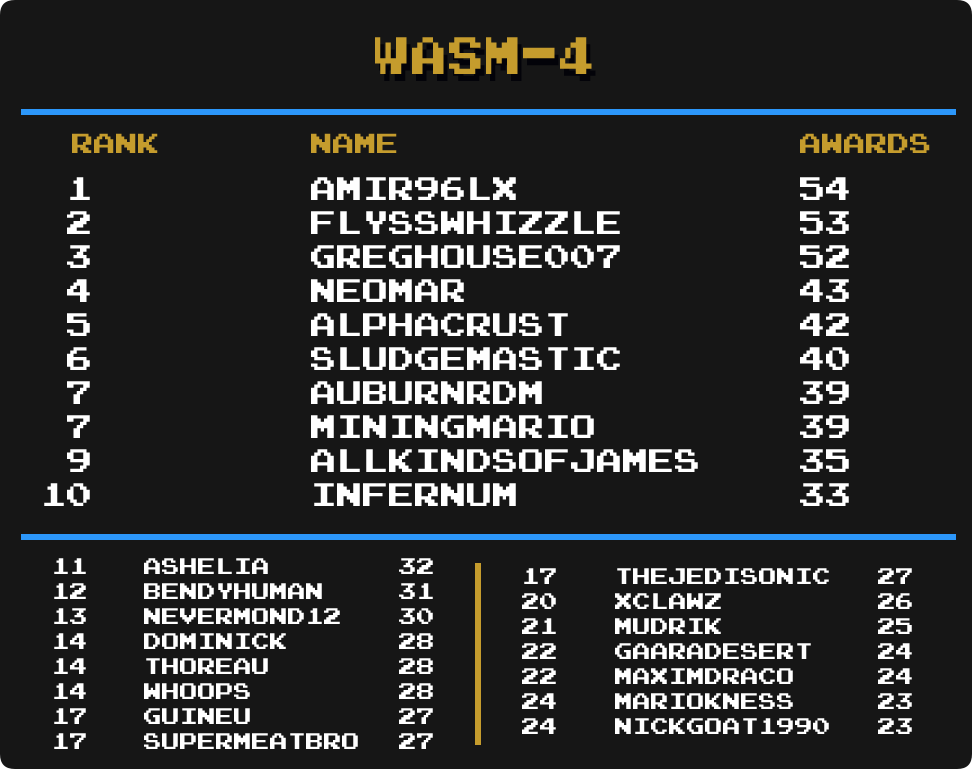 WASM-4
RANK NAME AWARDS
1 AMIR96LX 54
2 FLYSSWHIZZLE 53
3 GREGHOUSE007 52
4 NEOMAR 43
5 ALPHACRUST 42
6 SLUDGEMASTIC 40
7 AUBURNRDM 39
7 MININGMARIO 39
9 ALLKINDSOFJAMES 35
10 INFERNUM 33
11 ASHELIA 32
12 BENDYHUMAN 31
13 NEVERMOND12 30
14 DOMINICK 28
14 THOREAU 28
14 WHOOPS 28
17 GUINEU 27
17 SUPERMEATBRO 27
17 THEJEDISONIC 27
20 XCLAWZ 26
21 MUDRIK 25
22 GAARADESERT 24
22 MAXIMDRACO 24
24 MARIOKNESS 23
24 NICKGOAT1990 23